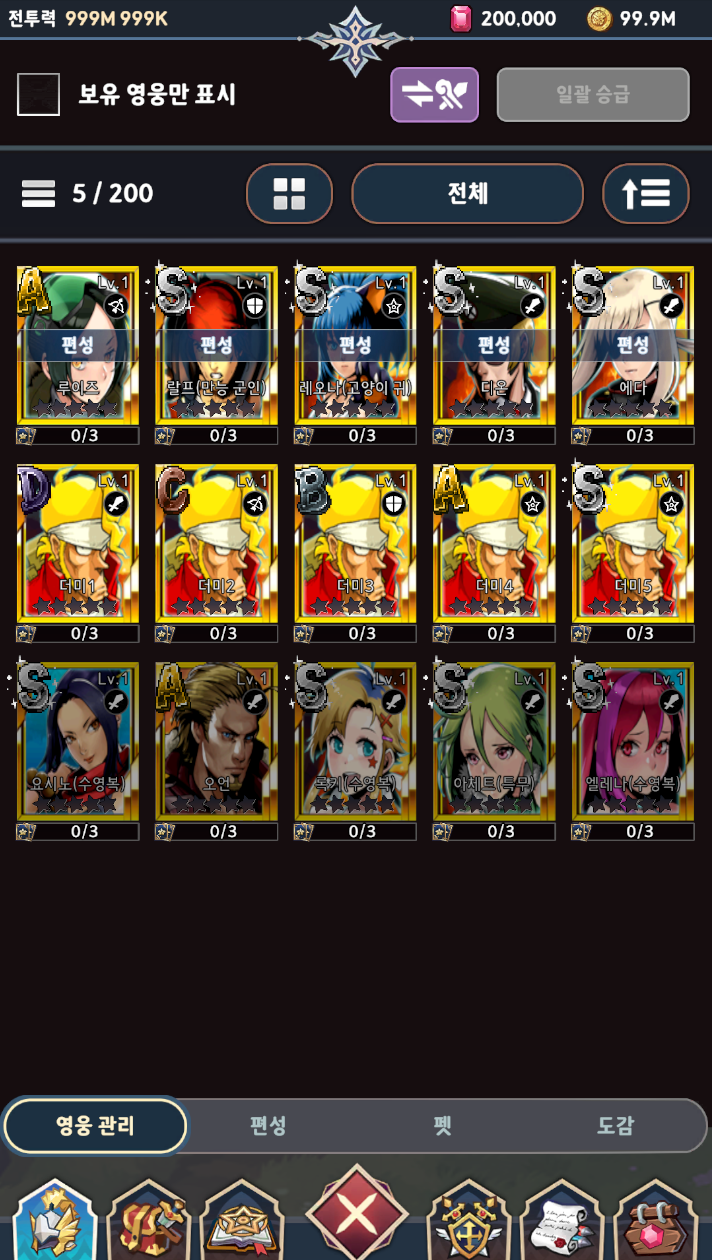 전투력 999M 999K 200,000 99.9M
보유 영웅만 표시 일괄 승급
5 / 200 전체
A Lv.1 S Lv.1 S Lv.1 S Lv.1 S Lv.1
편성 편성 편성 편성 편성
루이즈 랄프(만능 군인) 레오나(고양이 귀) 디온 에다
0/3 0/3 0/3 0/3 0/3
D Lv.1 C Lv.1 B Lv.1 A Lv.1 S Lv.1
더미1 더미2 더미3 더미4 더미5
0/3 0/3 0/3 0/3 0/3
S Lv.1 A Lv.1 S Lv.1 S Lv.1 S Lv.1
요시노(수영복) 오언 록키(수영복) 아체트(특무) 엘레나(수영복)
0/3 0/3 0/3 0/3 0/3
영웅 관리 편성 펫 도감